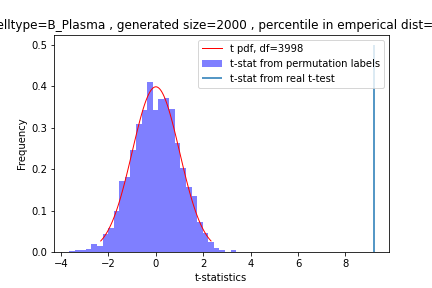 elltype=B_Plasma , generated size=2000 , percentile in emperical dist=
t pdf, df=3998
t-stat from permutation labels
t-stat from real t-test
Frequency
0.5
0.4
0.3
0.2
0.1
0.0
−4 −2 0 2 4 6 8
t-statistics